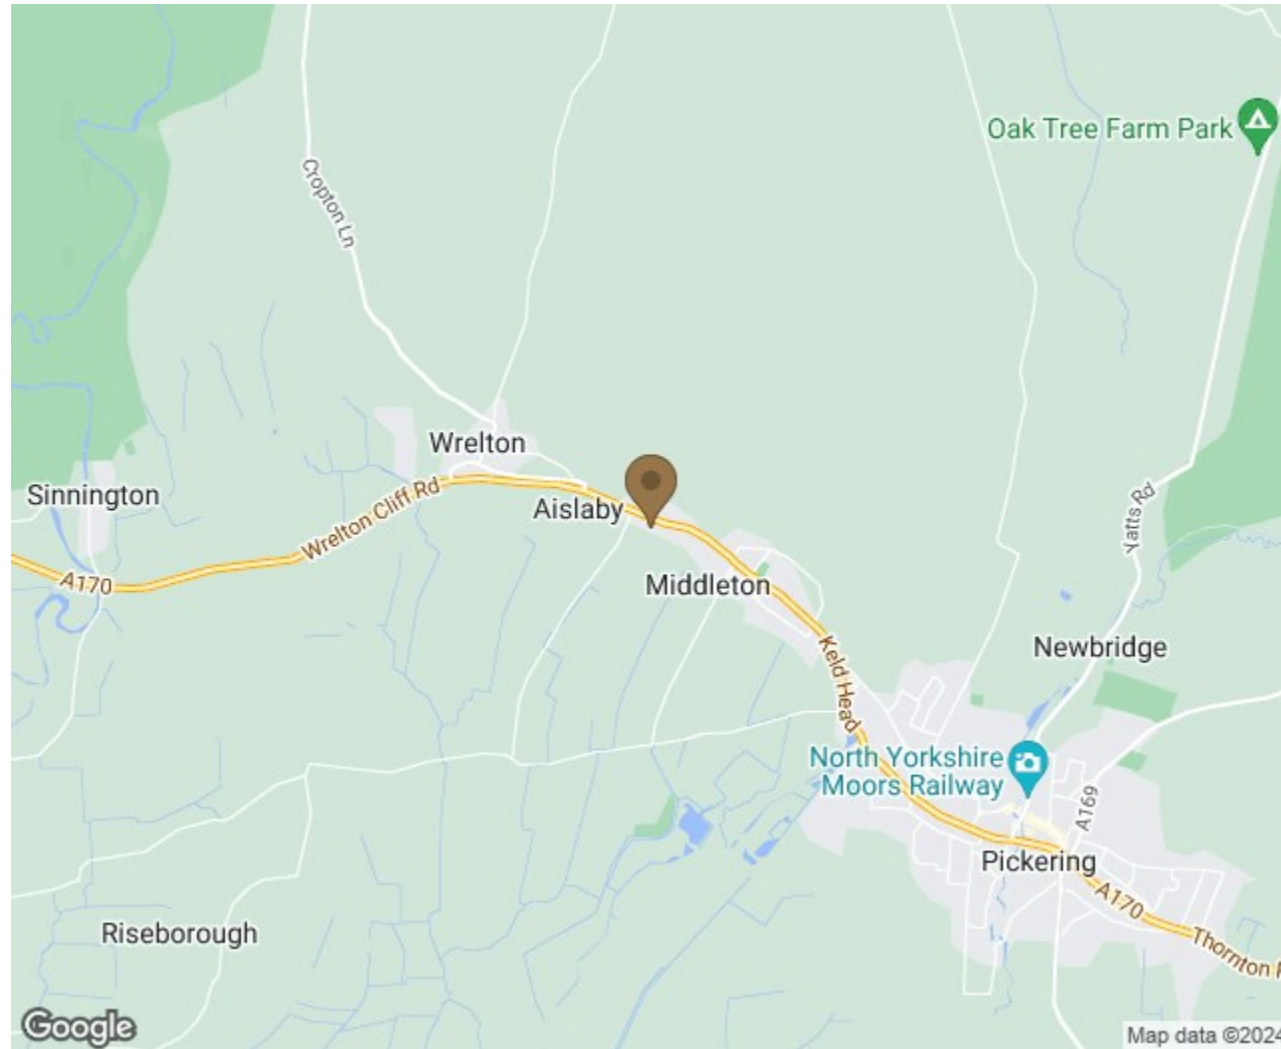 Oak Tree Farm Park
Cropton Ln
Wrelton
Sinnington
Wrelton Cliff Rd
Aislaby
Yatts Rd
A170
Middleton
Newbridge
Keld Head
North Yorkshire
Moors Railway
A169
Pickering
A170
Riseborough
Thornton
Google
Map data ©2024